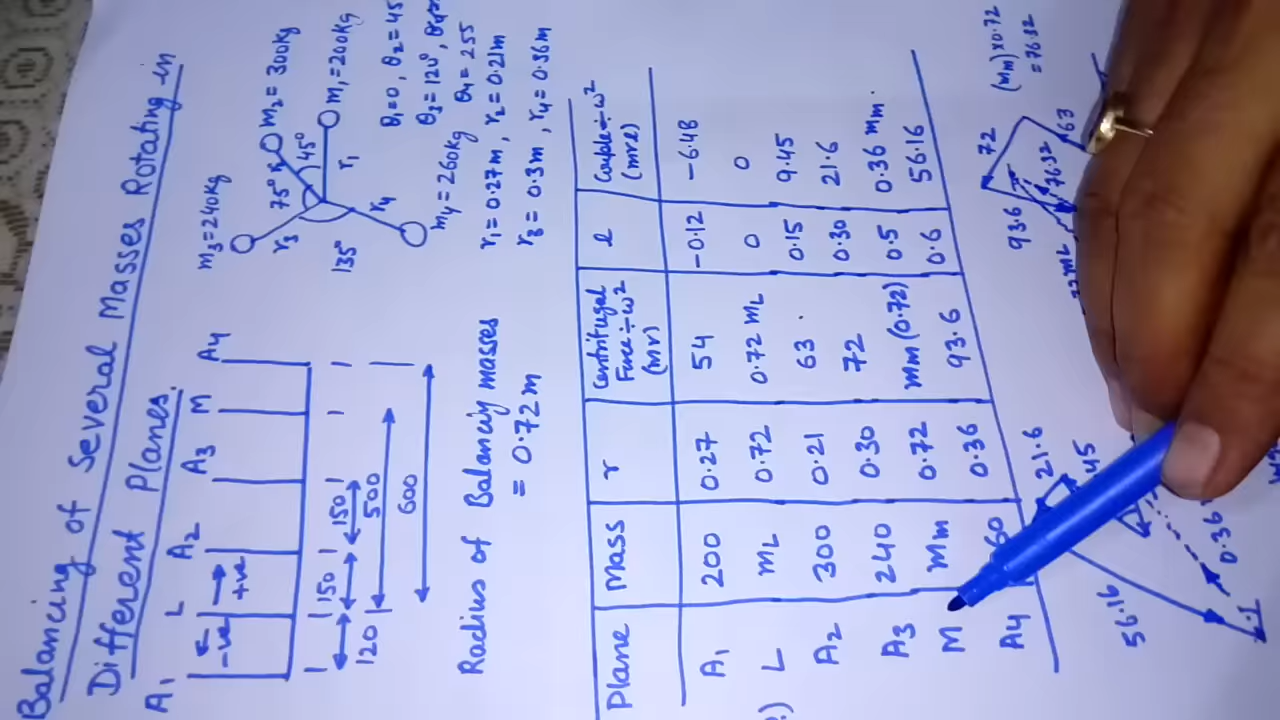 Balancing of Several Masses Rotating in
Different Planes.
A1 L A2 A3 M A4
-ve +ve
120 150 150
500
600
m3=240kg
m2=300kg
75° 45°
m1=200kg
r3 r1
135° r4
m4=260kg
θ1=0, θ2=45
θ3=120°,
θ4=255
r1=0.27m, r2=0.21m
r3=0.3m, r4=0.36m
Radius of Balancing masses
= 0.72m
Plane Mass r Centrifugal Force÷ω² (mr) l Couple÷ω² (mrl)
A1 200 0.27 54 -0.12 -6.48
L mL 0.72 0.72 mL 0 0
A2 300 0.21 63 0.15 9.45
A3 240 0.30 72 0.30 21.6
M Mm 0.72 Mm(0.72) 0.5 0.36 Mm
A4 60 0.36 93.6 0.6 56.16
56.16
21.6
45
0.36
93.6
72
76.32
63
(Mm)×0.72
=76.32